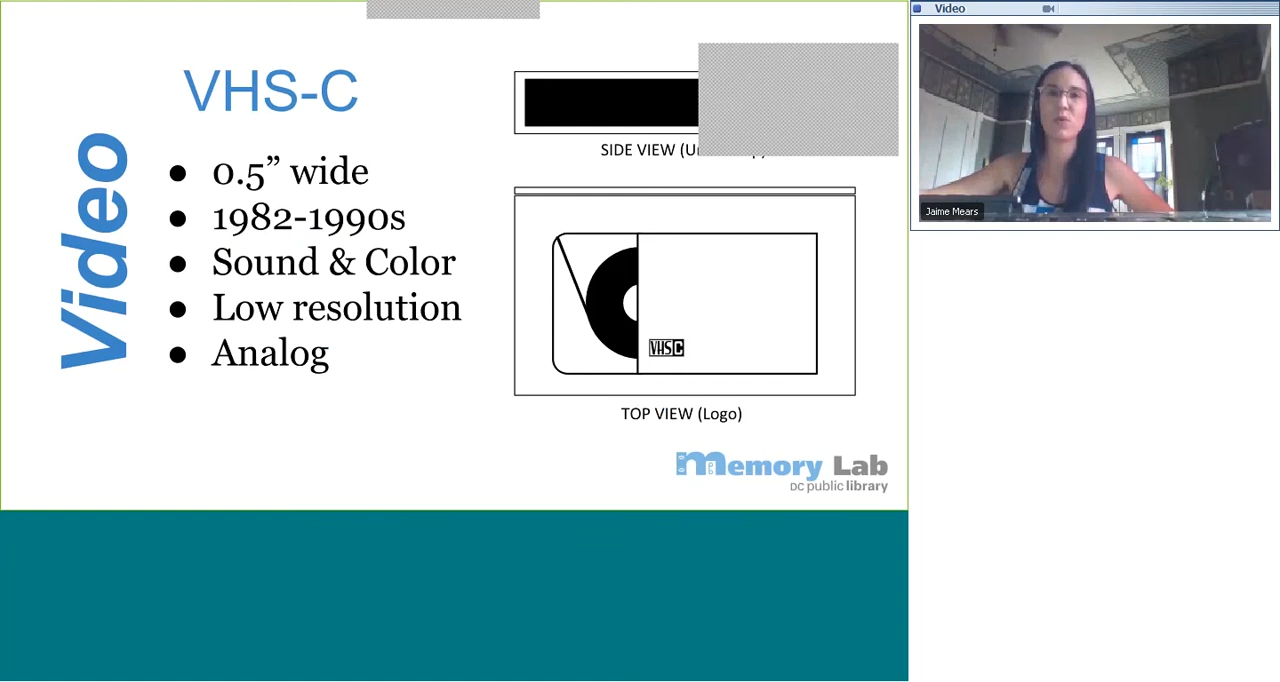 Video
VHS-C
● 0.5” wide
● 1982-1990s
● Sound & Color
● Low resolution
● Analog
SIDE VIEW
VHS C
TOP VIEW (Logo)
Memory Lab
DC public library
Video
Jaime Mears